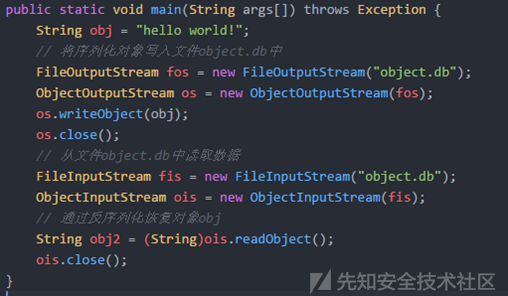 public static void main(String args[]) throws Exception {
    String obj = "hello world!";
    // 将序列化对象写入文件object.db中
    FileOutputStream fos = new FileOutputStream("object.db");
    ObjectOutputStream os = new ObjectOutputStream(fos);
    os.writeObject(obj);
    os.close();
    // 从文件object.db中读取数据
    FileInputStream fis = new FileInputStream("object.db");
    ObjectInputStream ois = new ObjectInputStream(fis);
    // 通过反序列化恢复对象obj
    String obj2 = (String)ois.readObject();
    ois.close();
}
先知安全技术社区